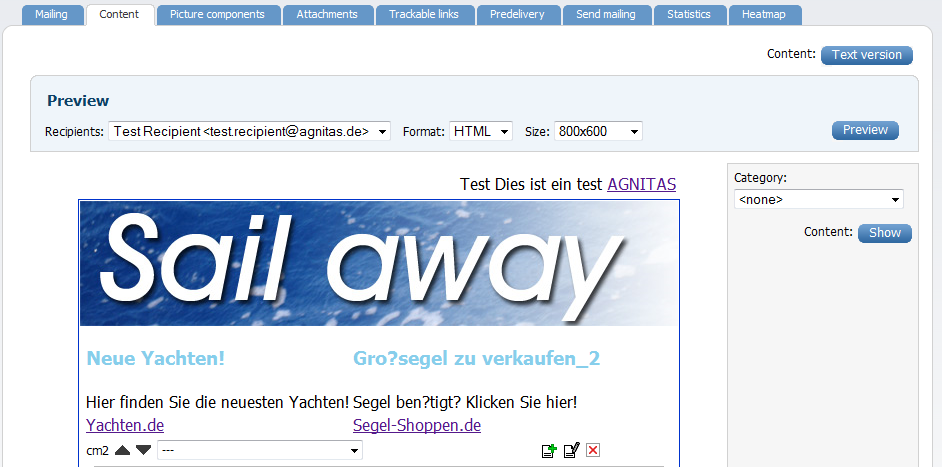 Mailing Content Picture components Attachments Trackable links Predelivery Send mailing Statistics Heatmap
Content: Text version
Preview
Recipients: Test Recipient <test.recipient@agnitas.de> Format: HTML Size: 800x600 Preview
Test Dies ist ein test AGNITAS
Category:
<none>
Content: Show
Sail away
Neue Yachten! Gro?segel zu verkaufen_2
Hier finden Sie die neuesten Yachten! Segel ben?tigt? Klicken Sie hier!
Yachten.de Segel-Shoppen.de
cm2 ---